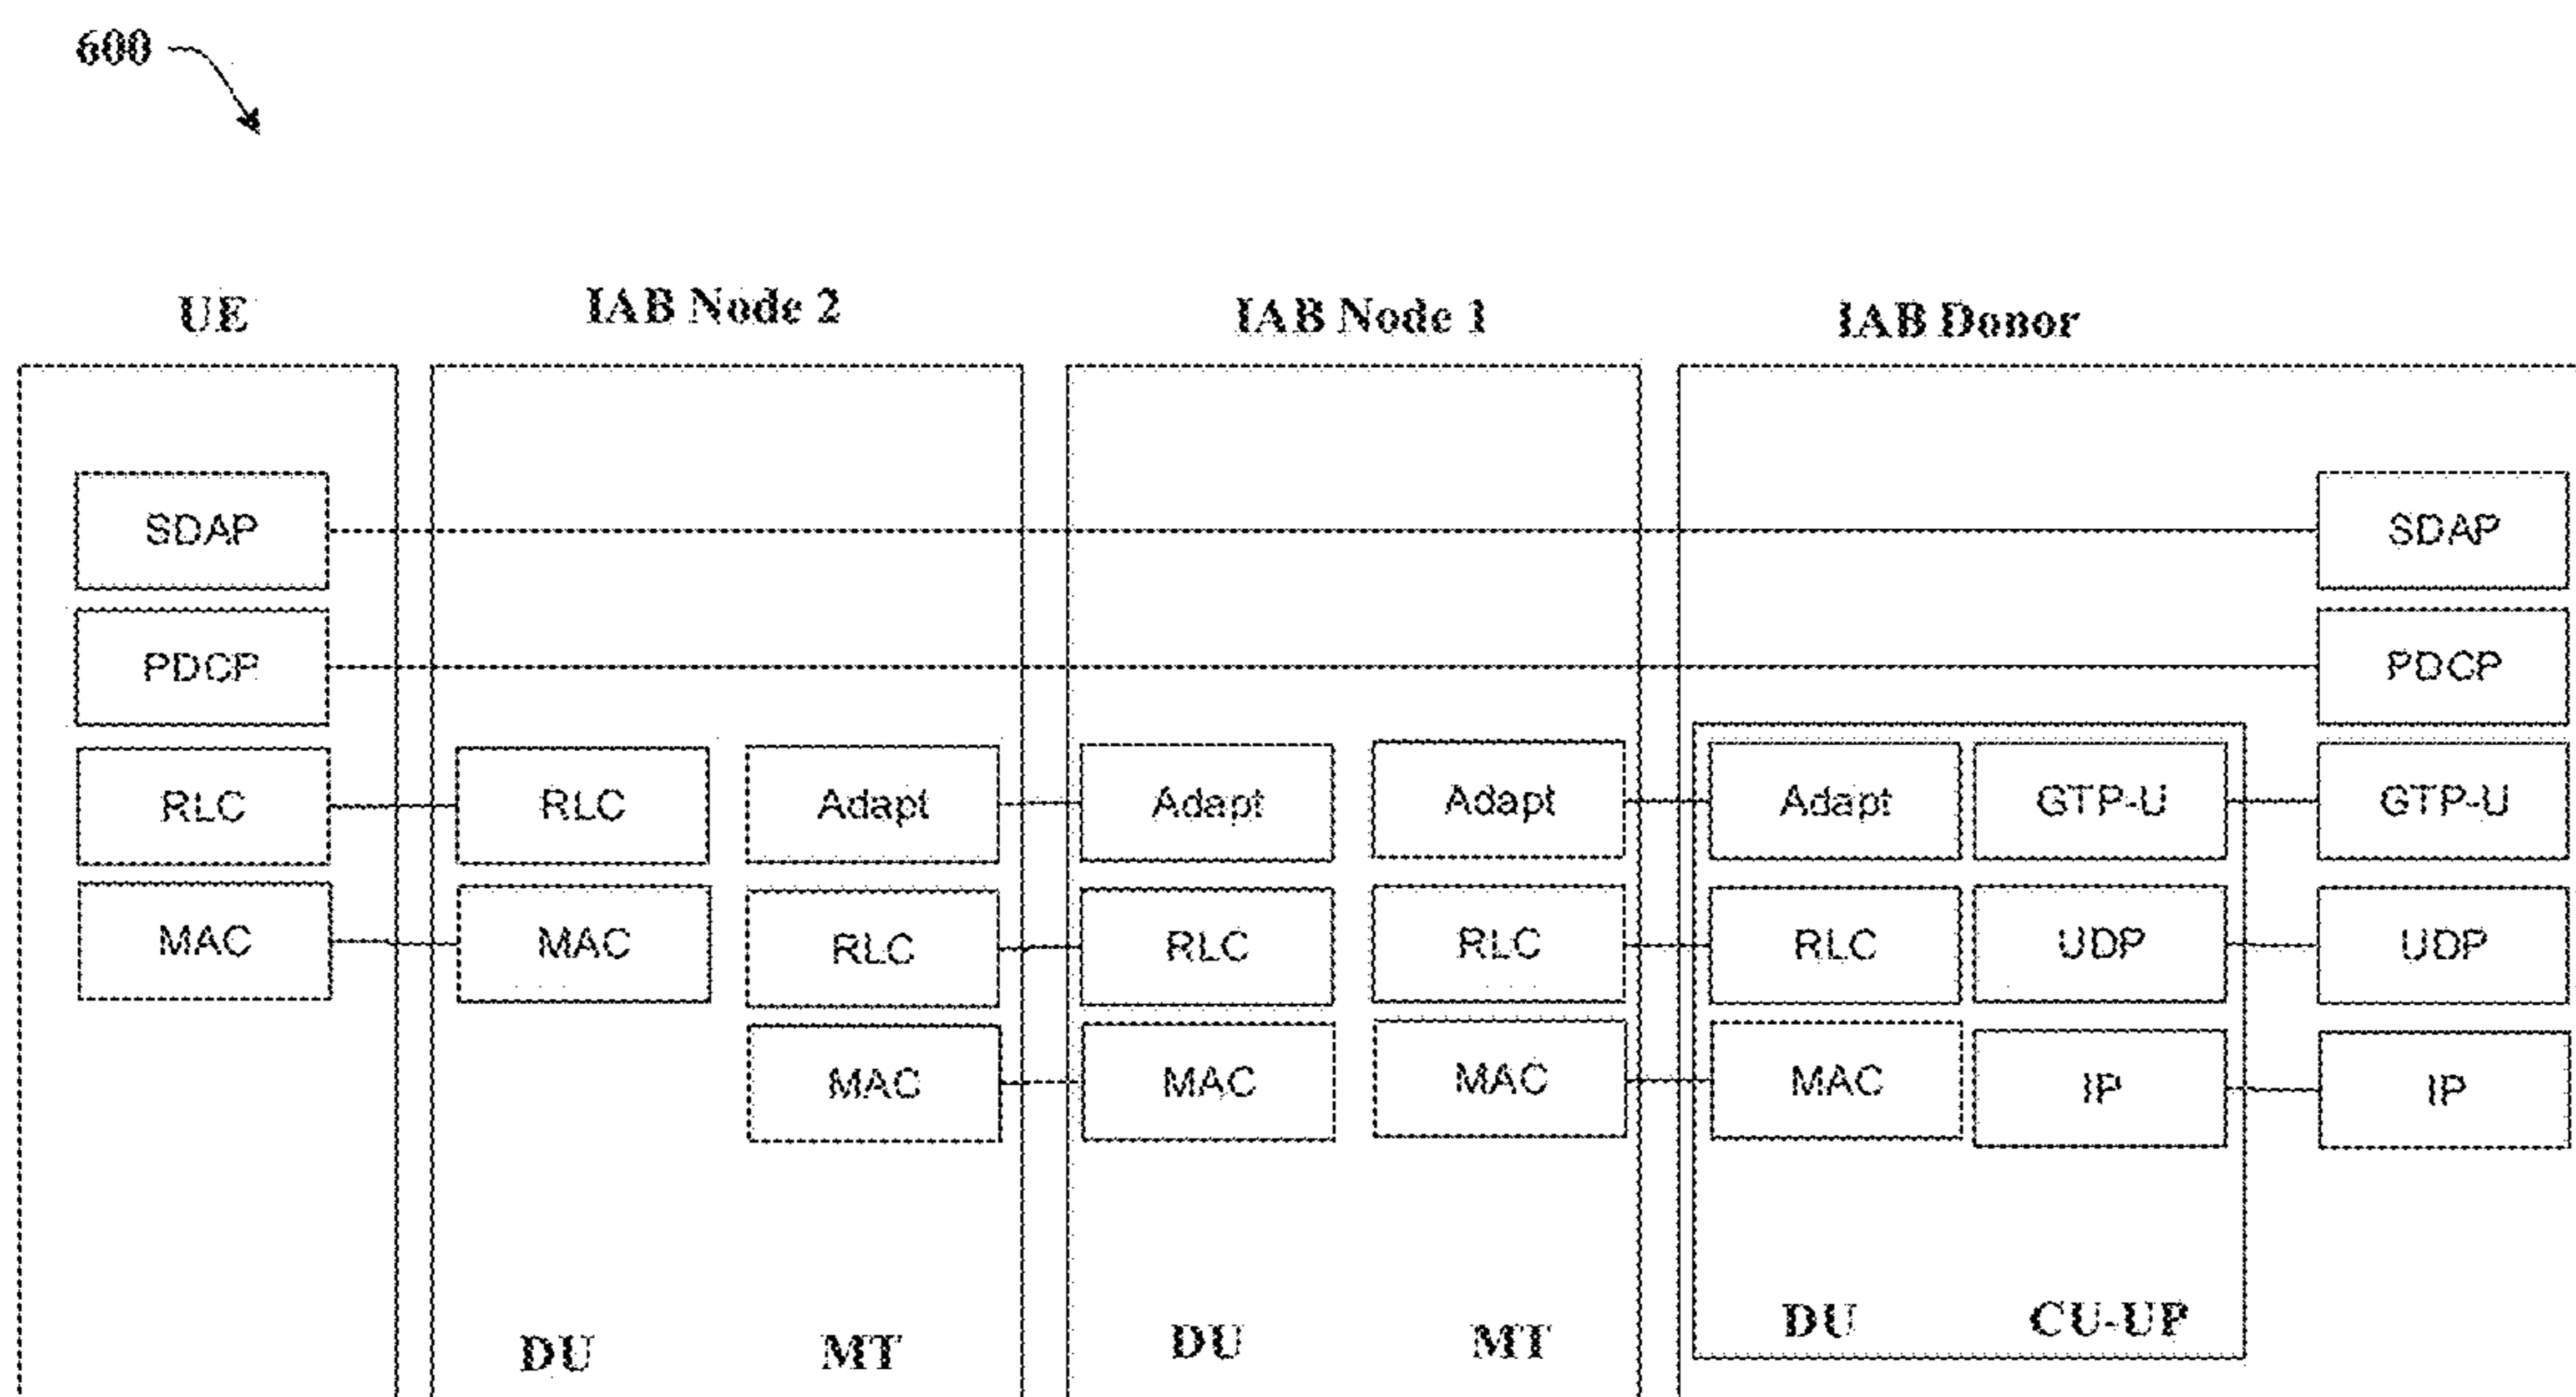 600
UE IAB Node 2 IAB Node 1 IAB Donor
SDAP SDAP
PDCP PDCP
RLC RLC Adapt Adapt Adapt Adapt GTP-U GTP-U
MAC MAC RLC RLC RLC RLC UDP UDP
MAC MAC MAC MAC IP IP
DU MT DU MT DU CU-UP